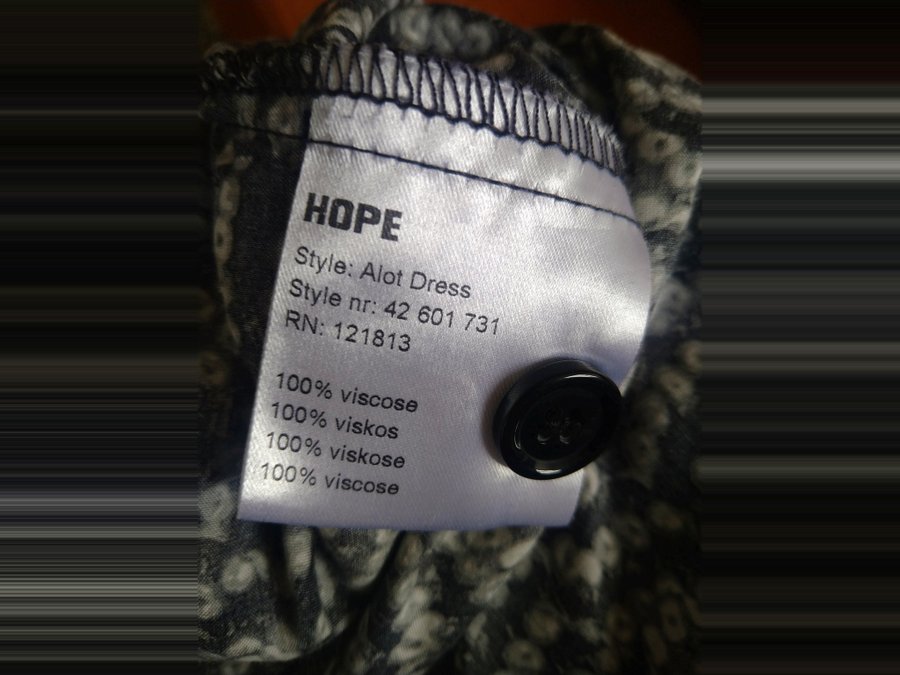 HOPE
Style: Alot Dress
Style nr: 42 601 731
RN: 121813
100% viscose
100% viskos
100% viskose
100% viscose